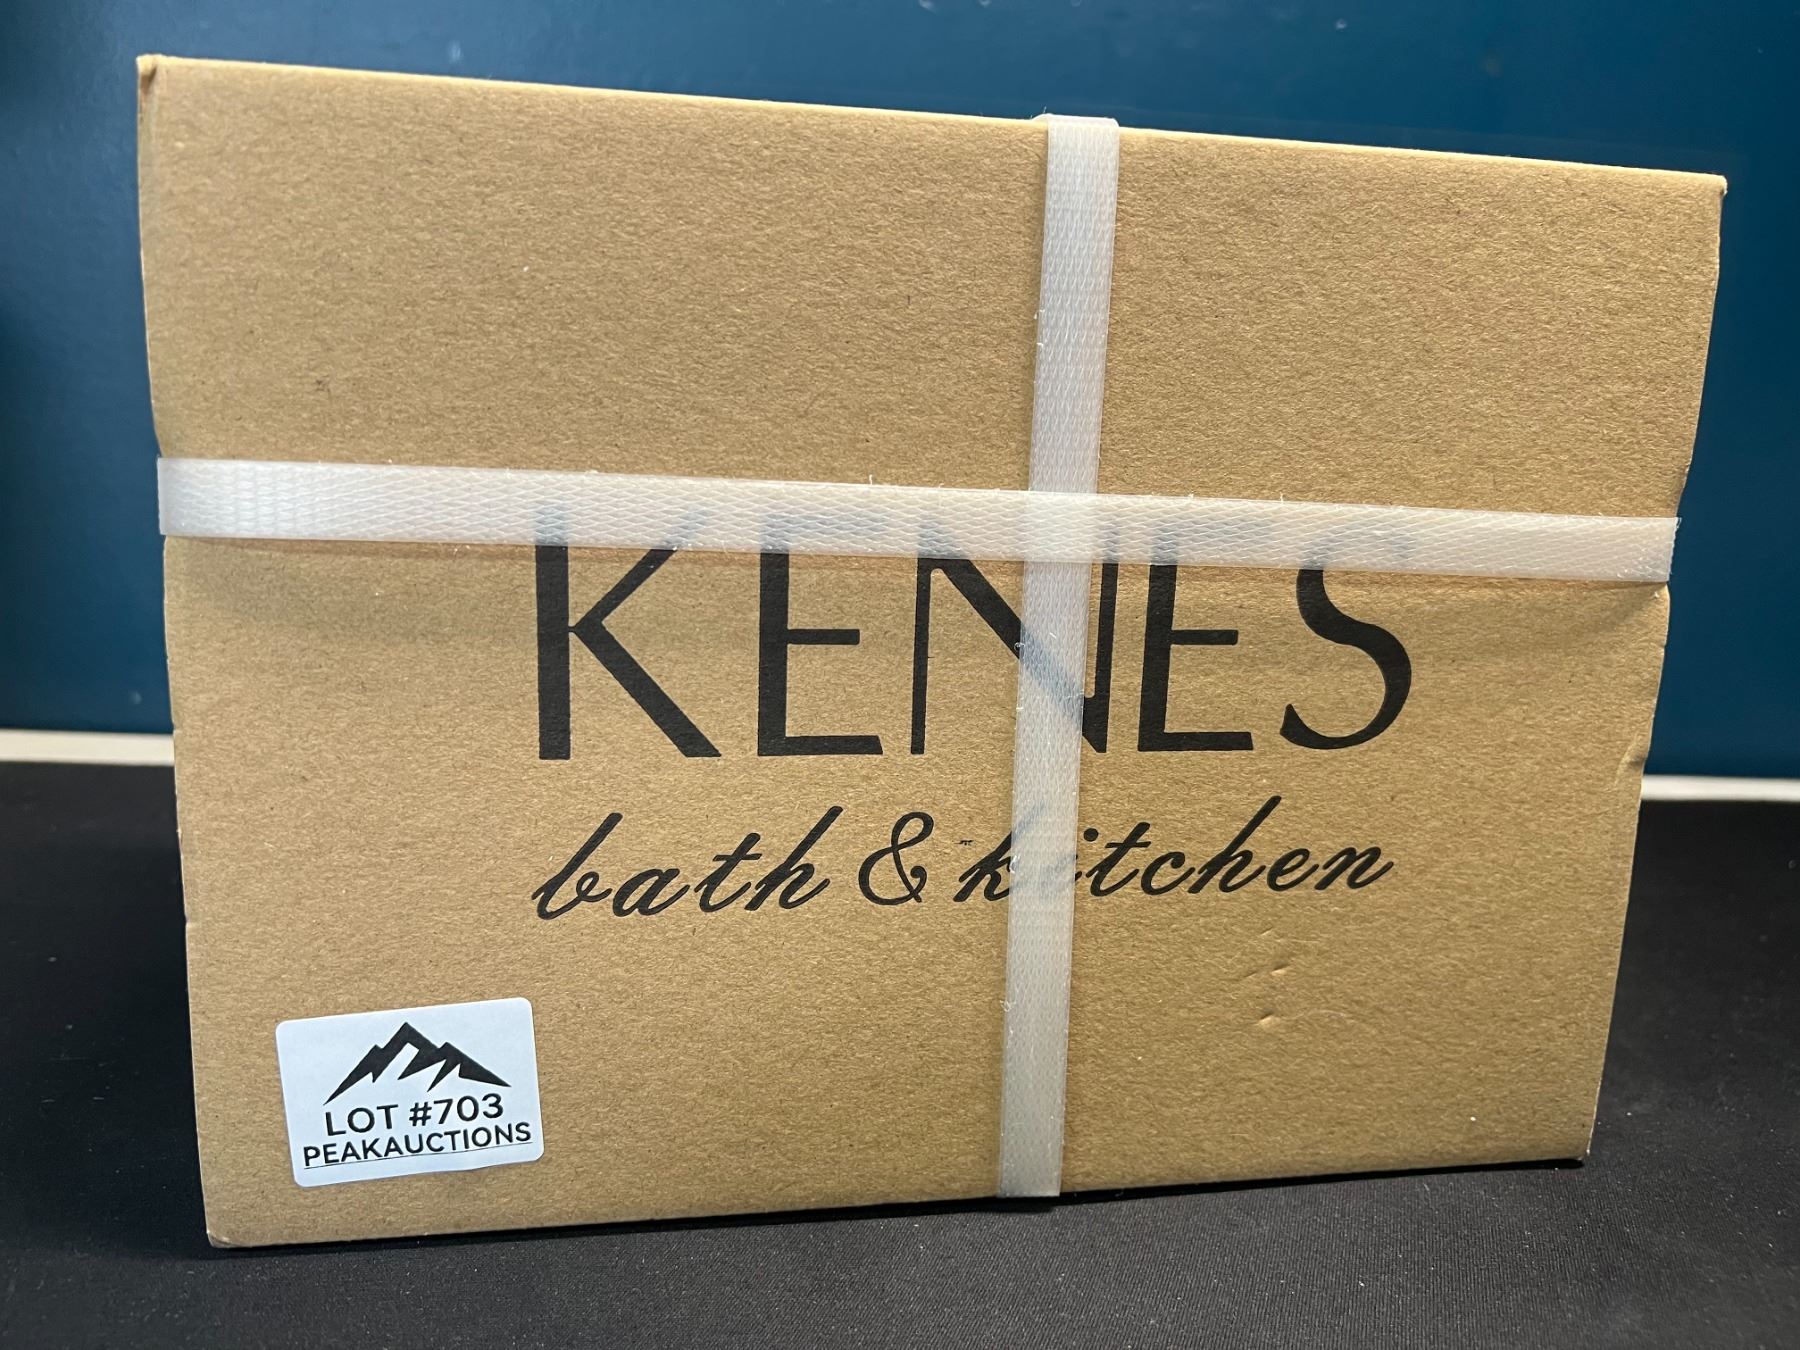 KENES
bath & kitchen
LOT #703
PEAKAUCTIONS